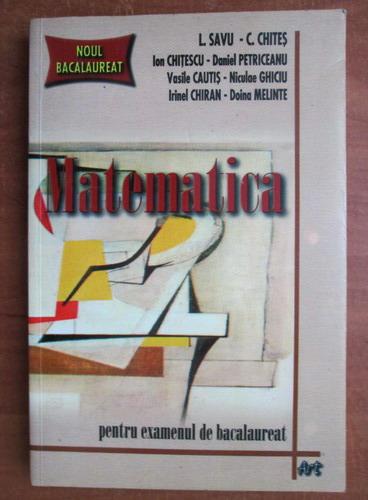 NOUL
BACALAUREAT
L. SAVU - C. CHITEȘ
Ion CHIȚESCU - Daniel PETRICEANU
Vasile CAUTIȘ - Niculae GHICIU
Irinel CHIRAN - Doina MELINTE
Matematica
pentru examenul de bacalaureat
Art